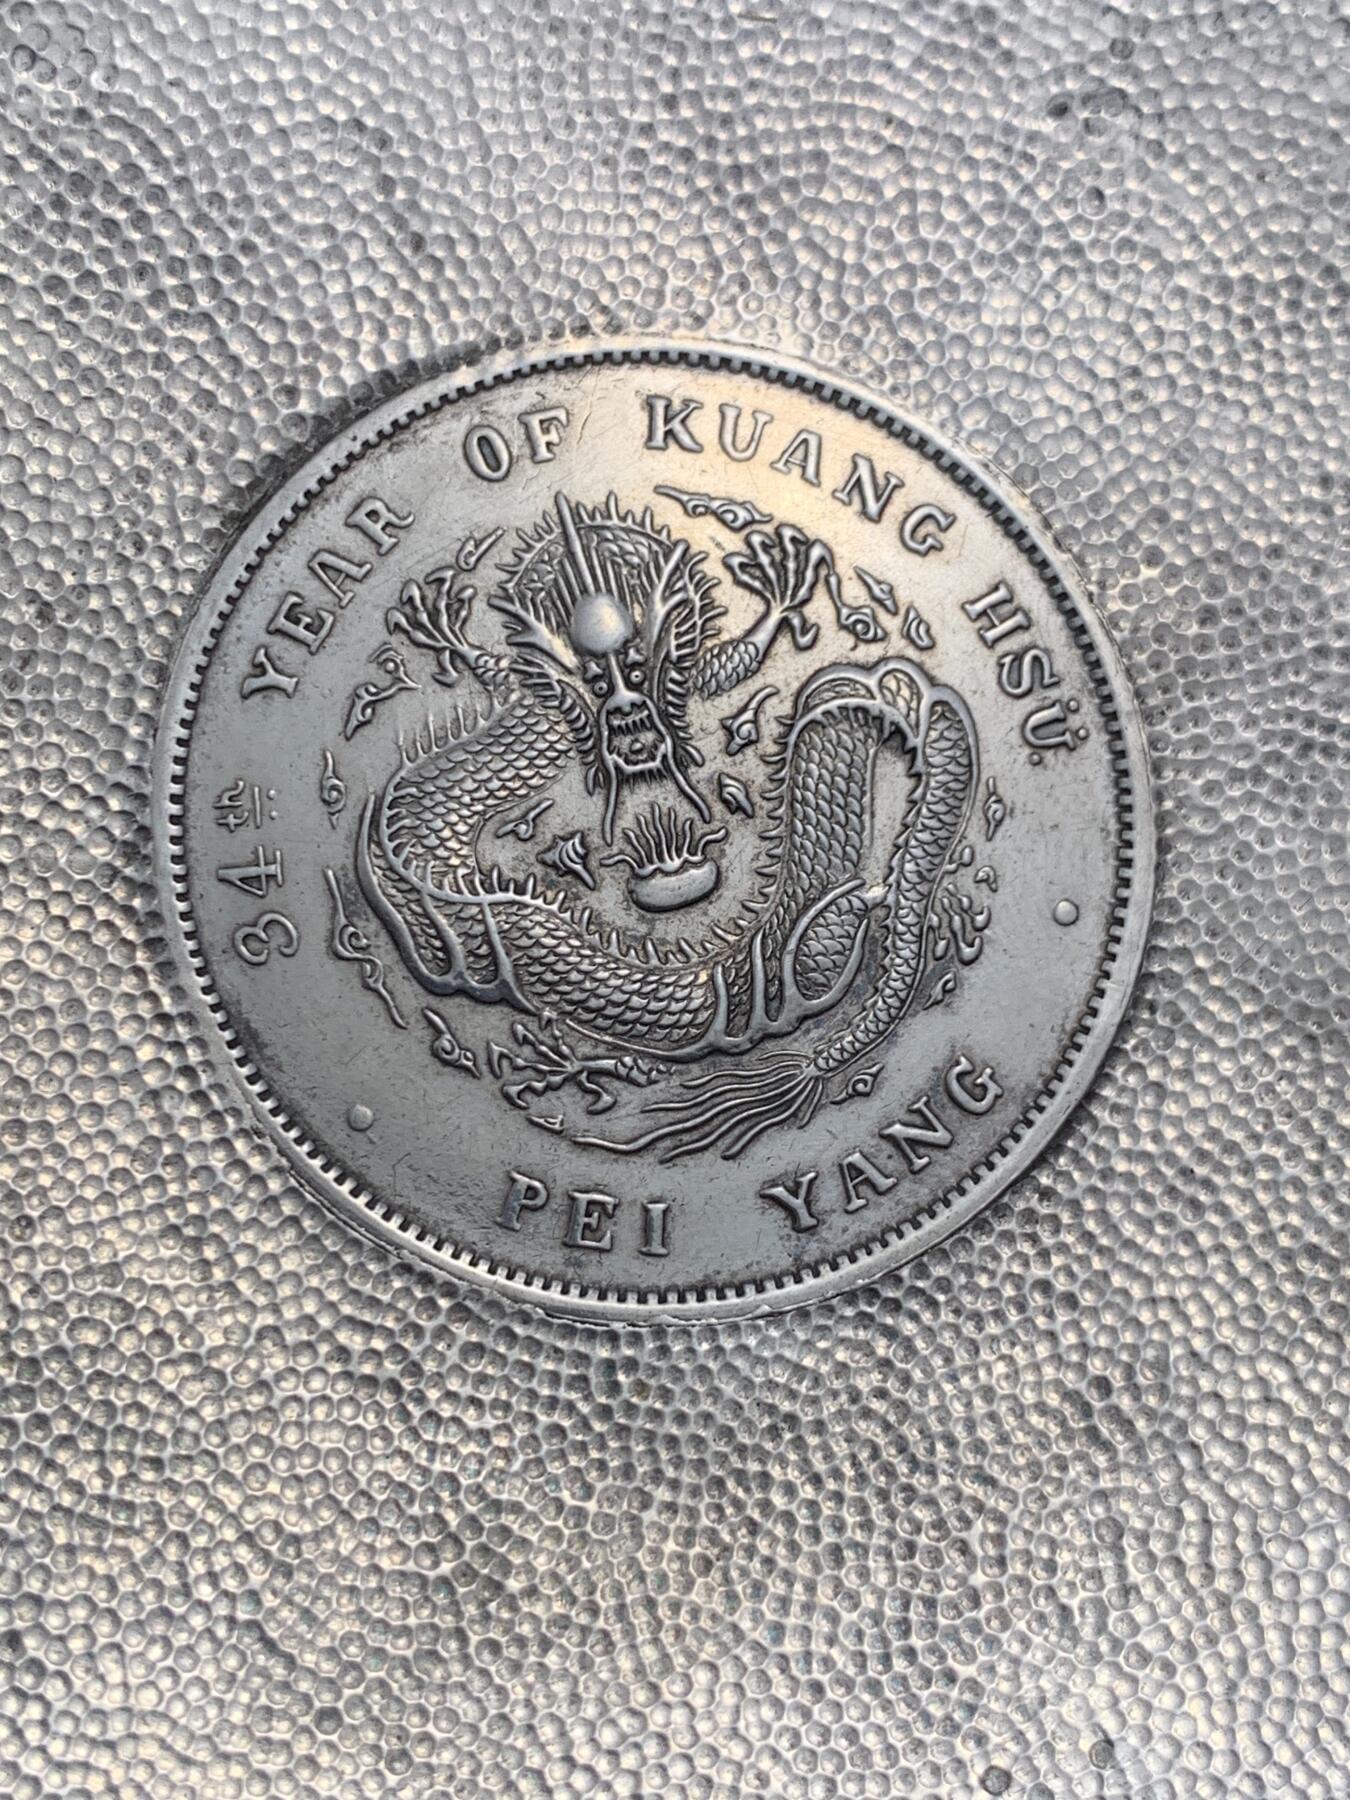 34th. YEAR OF KUANG HSÜ.
PEI YANG